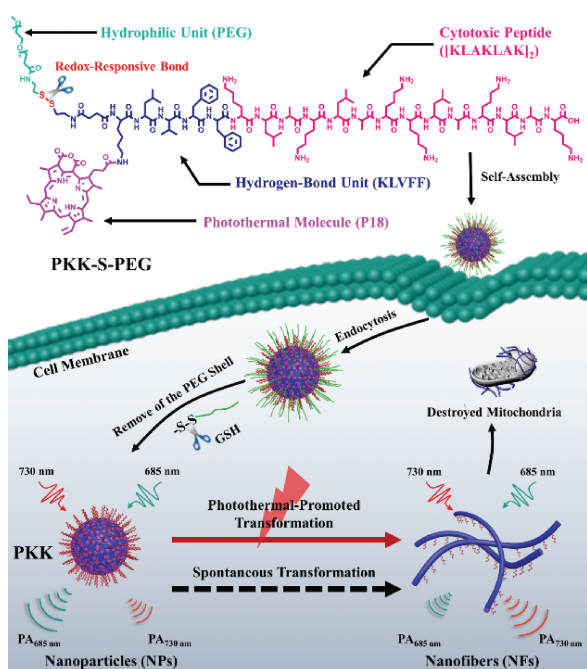 Hydrophilic Unit (PEG)
Redox-Responsive Bond
Cytotoxic Peptide
([KLAKLAK]2)
Hydrogen-Bond Unit (KLVFF)
Photothermal Molecule (P18)
PKK-S-PEG
Self-Assembly
Cell Membrane
Endocytosis
Remove of the PEG Shell
-S-S-
GSH
Destroyed Mitochondria
730 nm
685 nm
PKK
Photothermal-Promoted
Transformation
Spontancous Transformation
730 nm
685 nm
PA685 nm
PA730 nm
Nanoparticles (NPs)
PA685 nm
PA730 nm
Nanofibers (NFs)